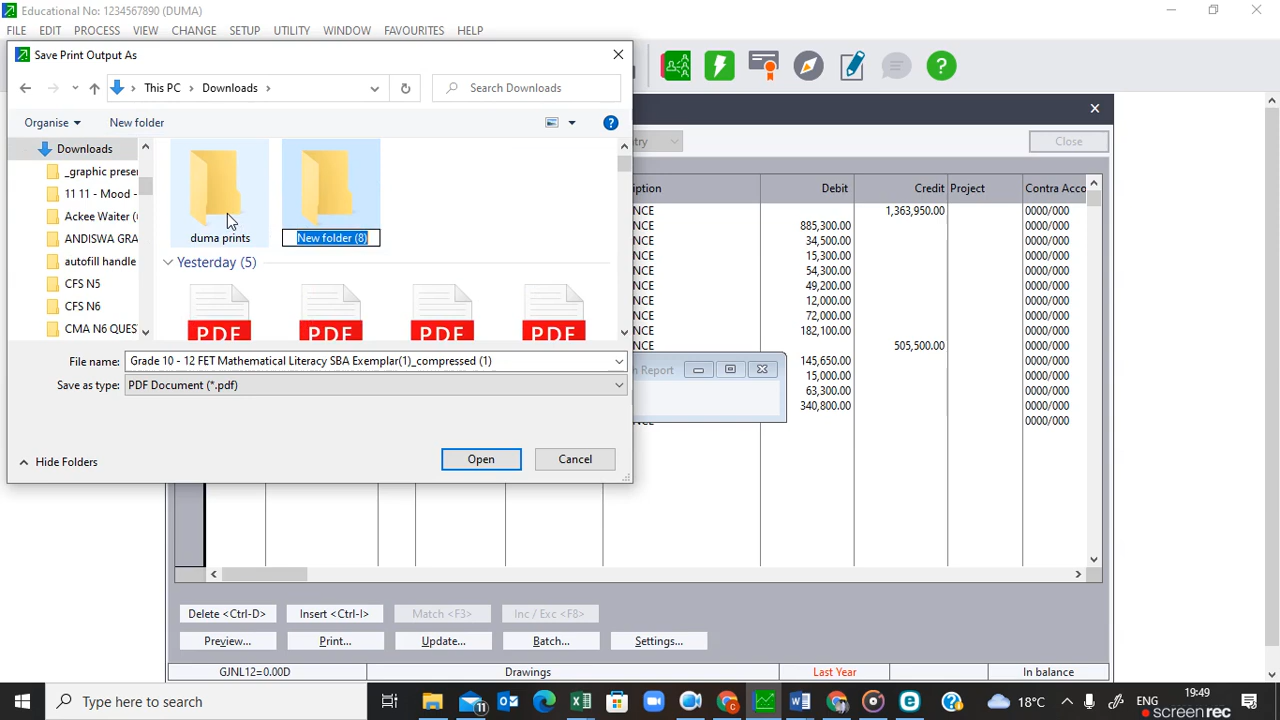 Educational No: 1234567890 (DUMA)
FILE EDIT PROCESS VIEW CHANGE SETUP UTILITY WINDOW FAVOURITES HELP
Save Print Output As
This PC Downloads
Search Downloads
Organise New folder
Downloads
_graphic preser
11 11 - Mood -
Ackee Waiter (
ANDISWA GRA
autofill handle
CFS N5
CFS N6
CMA N6 QUES
duma prints
New folder (8)
Yesterday (5)
PDF PDF PDF PDF
File name: Grade 10 - 12 FET Mathematical Literacy SBA Exemplar(1)_compressed (1)
Save as type: PDF Document (*.pdf)
Hide Folders
Open Cancel
try
Close
iption Debit Credit Project Contra Acco
NCE 1,363,950.00 0000/000
NCE 885,300.00 0000/000
NCE 34,500.00 0000/000
NCE 15,300.00 0000/000
NCE 54,300.00 0000/000
NCE 49,200.00 0000/000
NCE 12,000.00 0000/000
NCE 72,000.00 0000/000
NCE 182,100.00 0000/000
NCE 505,500.00 0000/000
145,650.00 0000/000
n Report
15,000.00 0000/000
63,300.00 0000/000
340,800.00 0000/000
NCE 0000/000
Delete <Ctrl-D> Insert <Ctrl-I> Match <F3> Inc / Exc <F8>
Preview... Print... Update... Batch... Settings...
GJNL12=0.00D Drawings Last Year In balance
Type here to search
11
18°C
ENG
19:49
screenrec